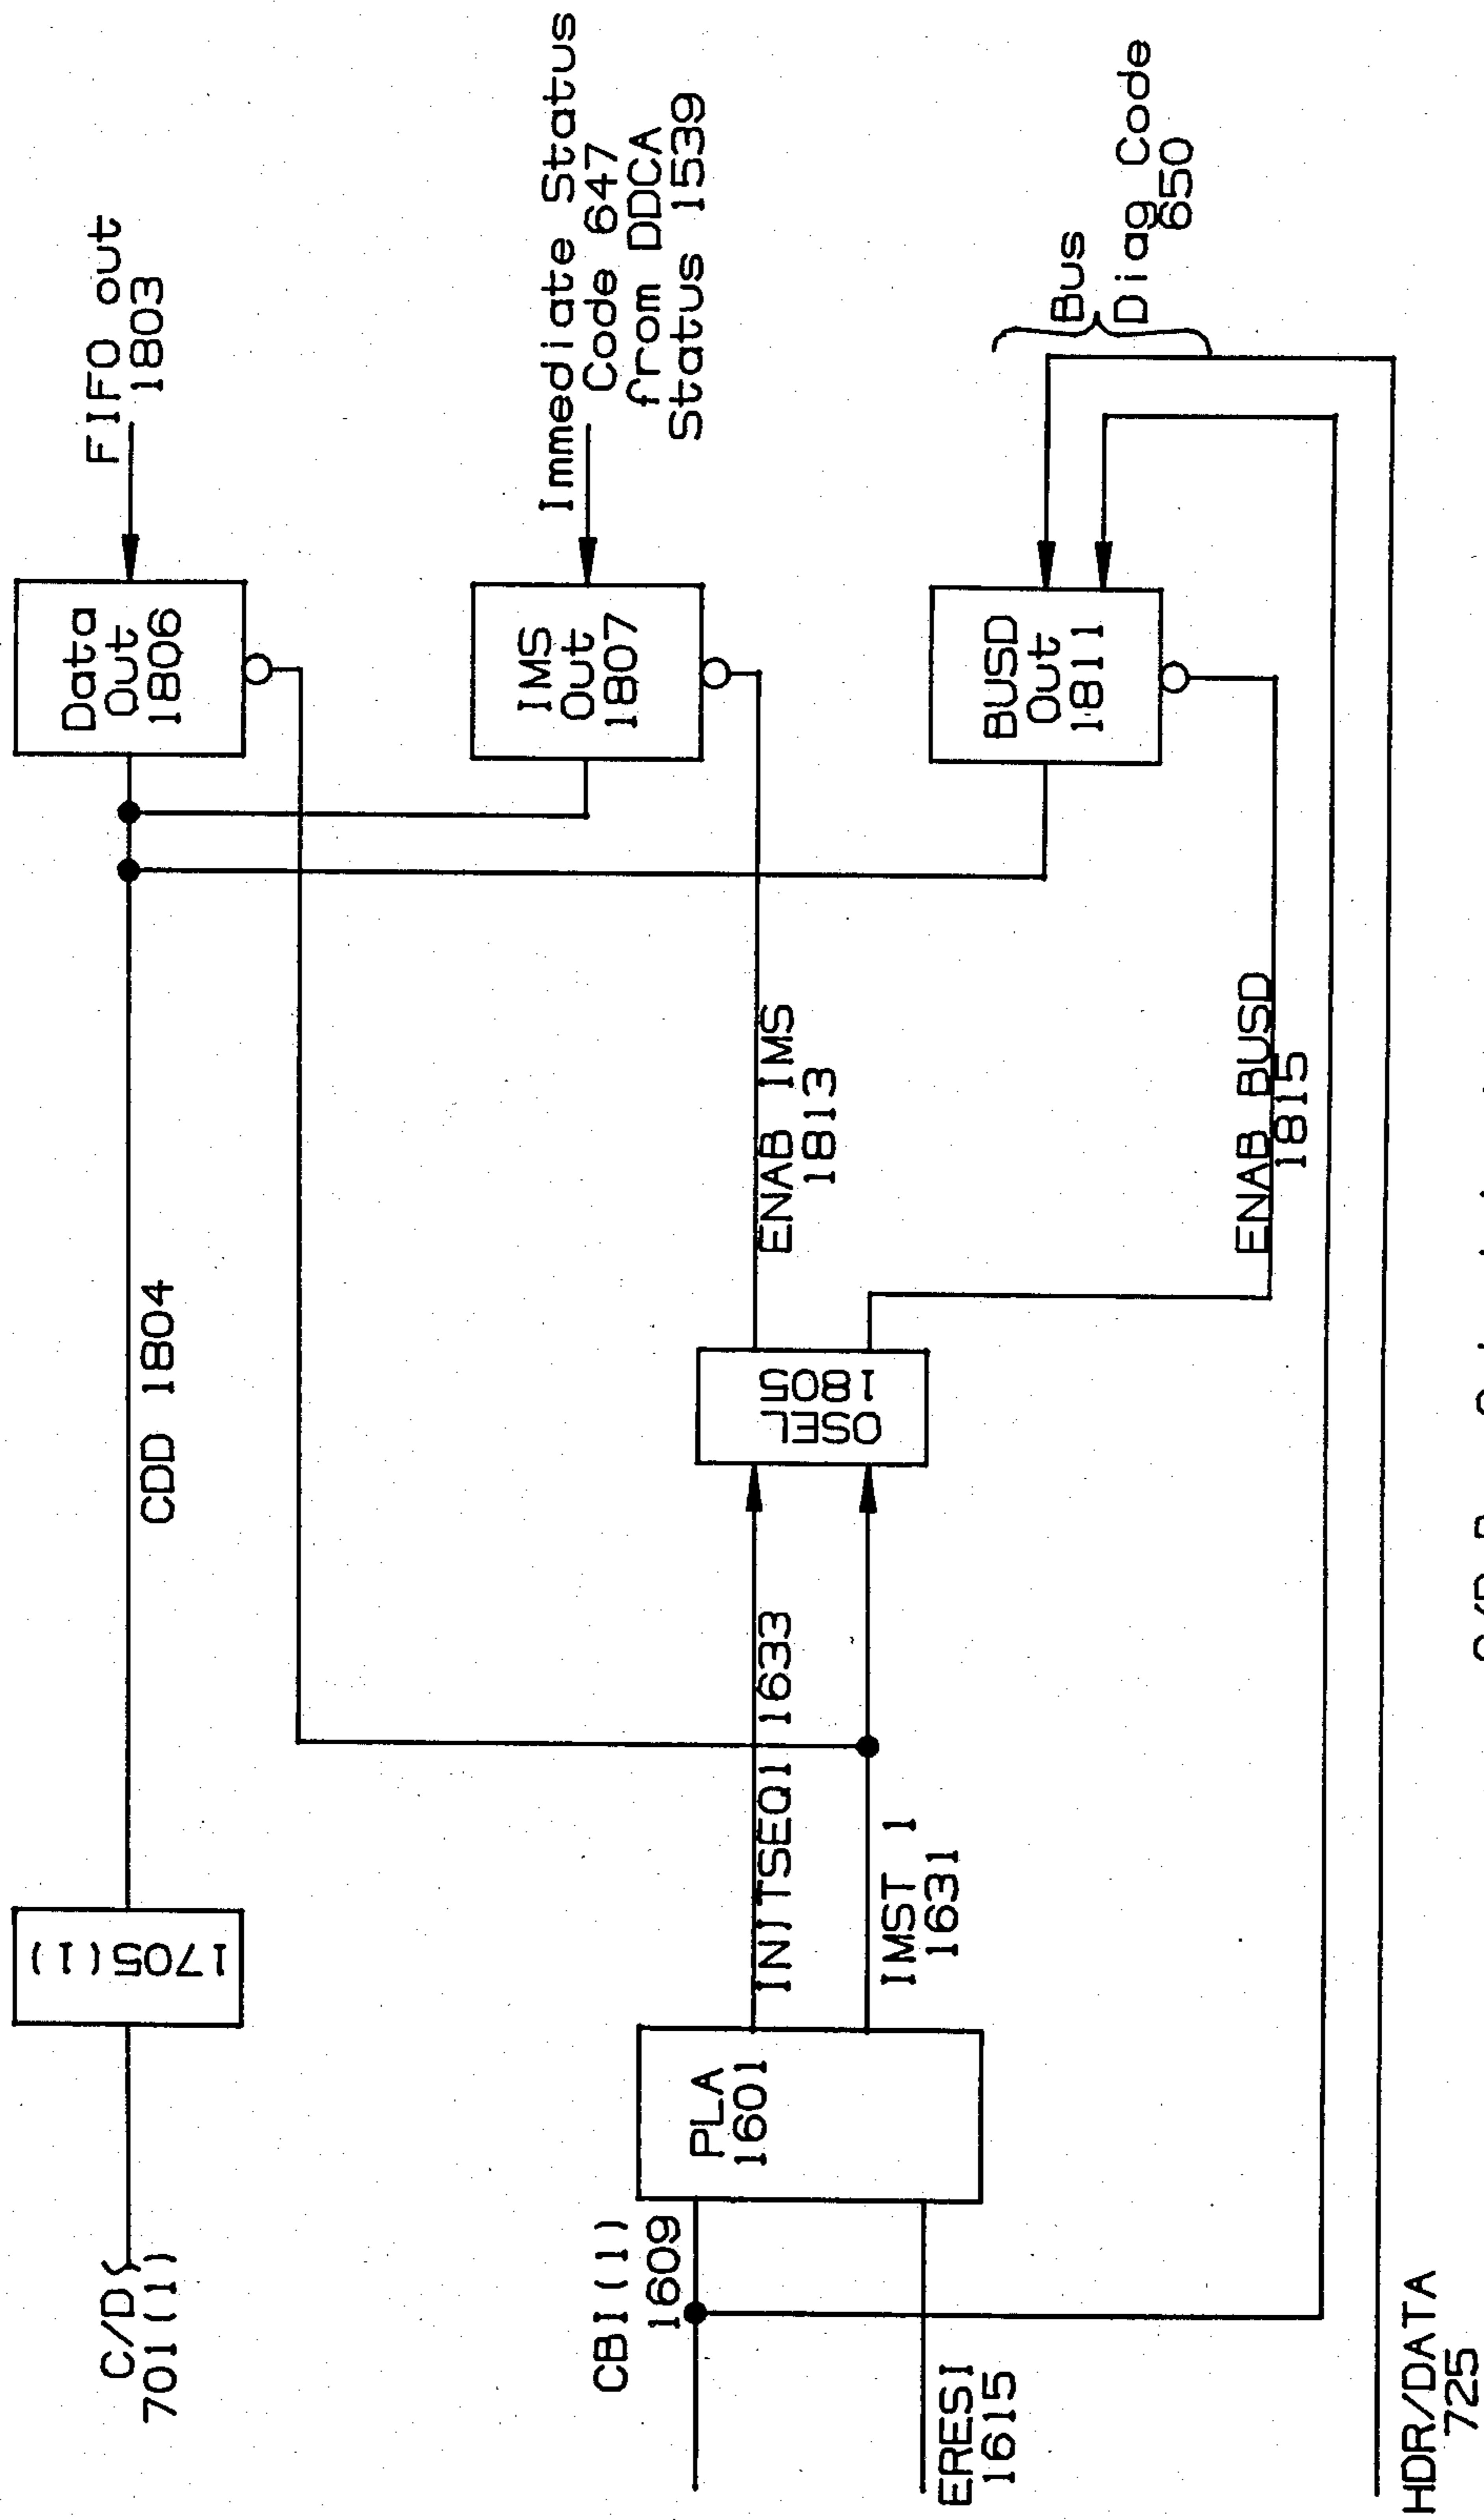 C/D
701(1)
1705(1)
CDD 1804
Data
Out
1806
FIFO out
1803
CBI(1)
1609
PLA
1601
INITSEQ1 1633
IMST 1
1631
OSEL
1805
ENAB IMS
1813
IMS
Out
1807
Immediate Status
Code 647
from DDCA
Status 1539
ERESI
1615
ENAB BUSD
1815
BUSD
Out
1811
Bus
Diag Code
650
HDR/DATA
725